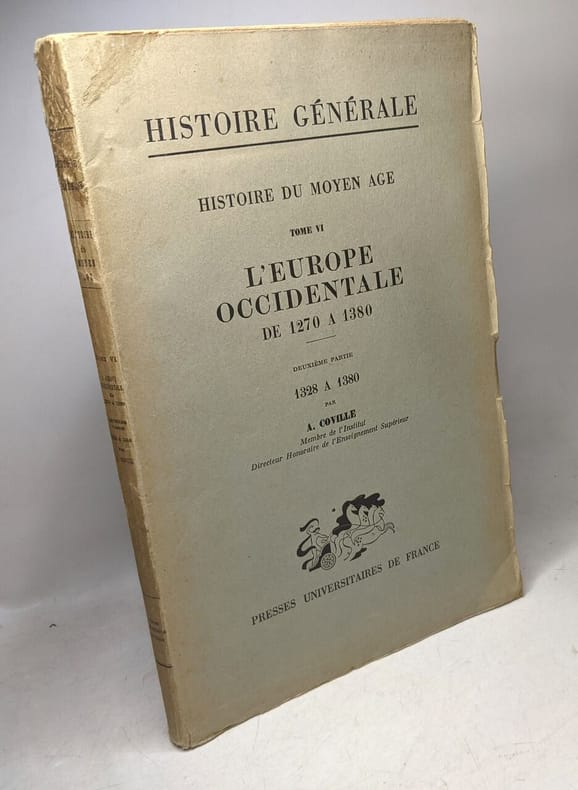 HISTOIRE GÉNÉRALE
HISTOIRE DU MOYEN AGE
TOME VI
L'EUROPE
OCCIDENTALE
DE 1270 A 1380
DEUXIÈME PARTIE
1328 A 1380
PAR
A. COVILLE
Membre de l'Institut
Directeur Honoraire de l'Enseignement Supérieur
PRESSES UNIVERSITAIRES DE FRANCE